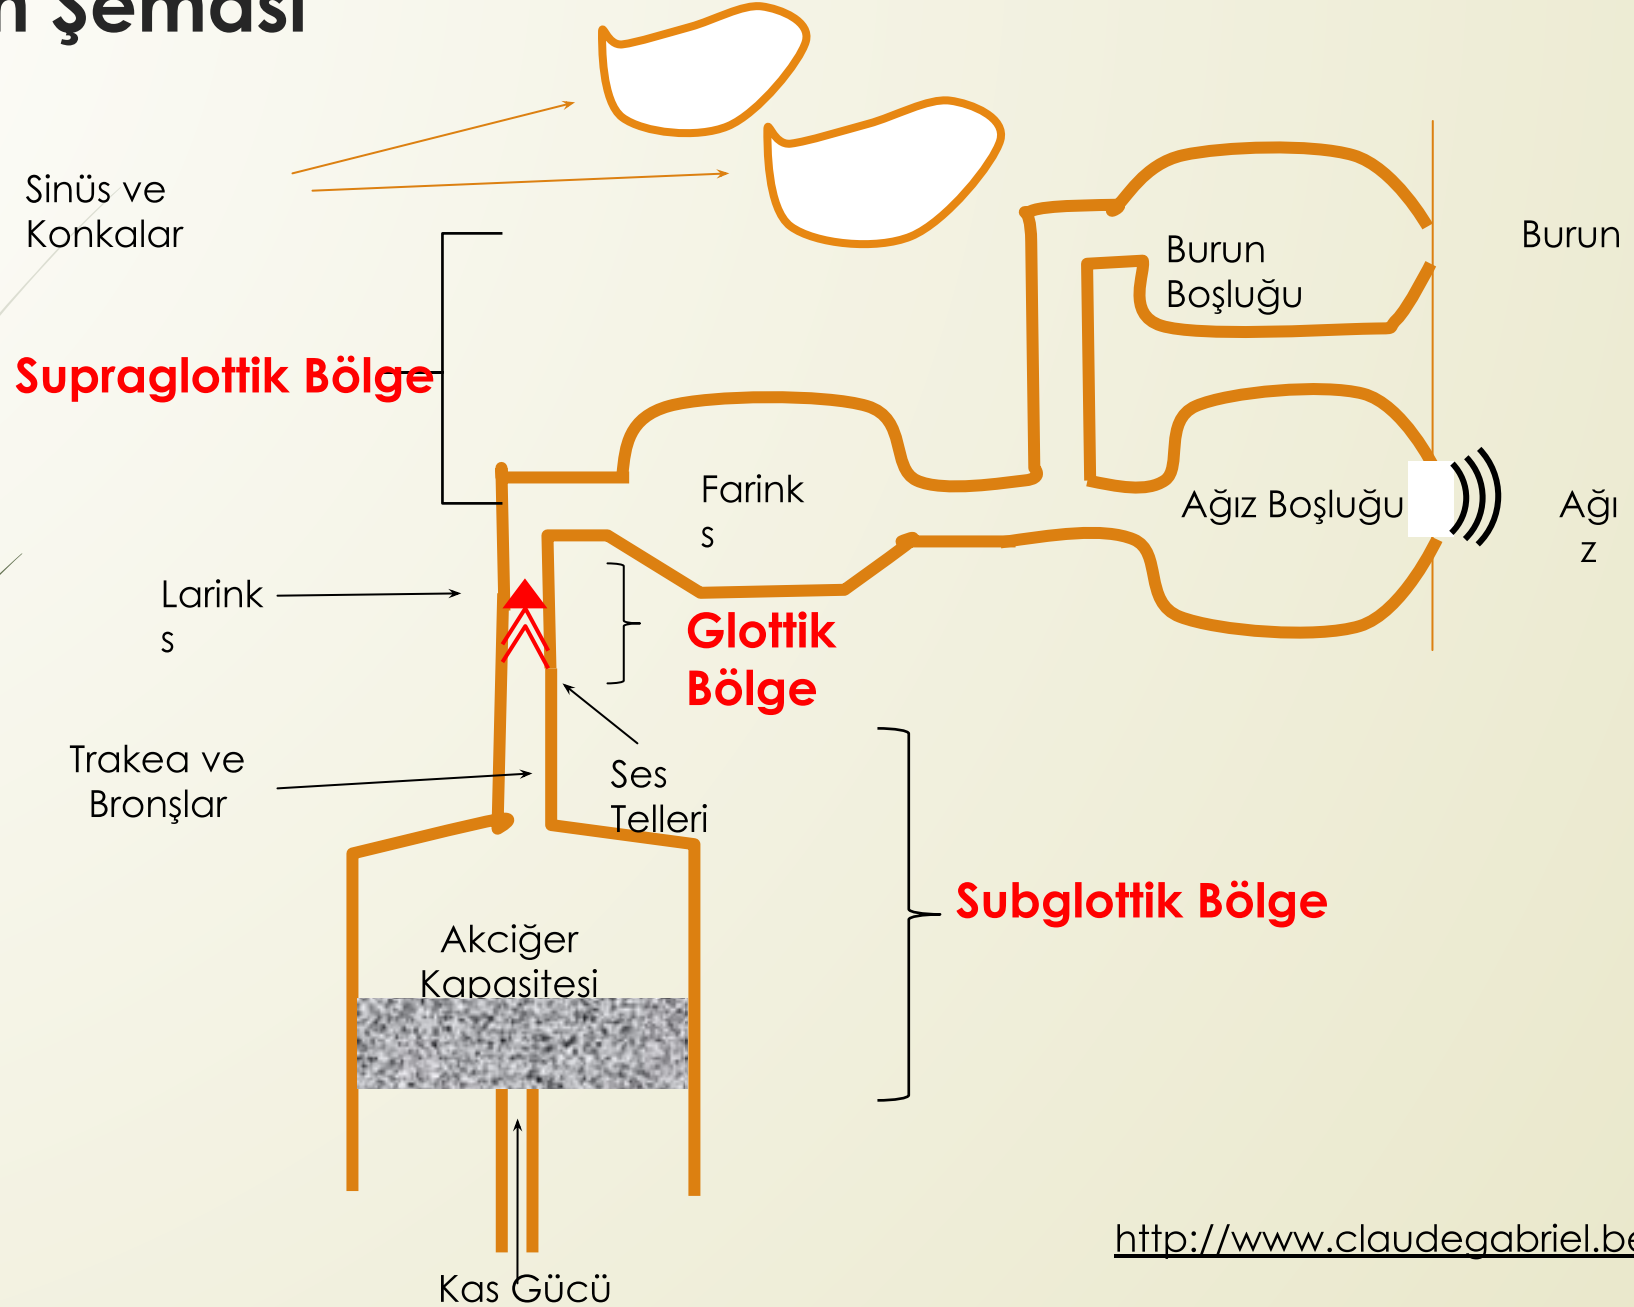 Şeması
Sinüs ve
Konkalar
Burun
Boşluğu
Burun
Supraglottik Bölge
Farink
s
Ağız Boşluğu
Ağı
z
Larink
s
Glottik
Bölge
Trakea ve
Bronşlar
Ses
Telleri
Subglottik Bölge
Akciğer
Kapasitesi
http://www.claudegabriel.be
Kas Gücü